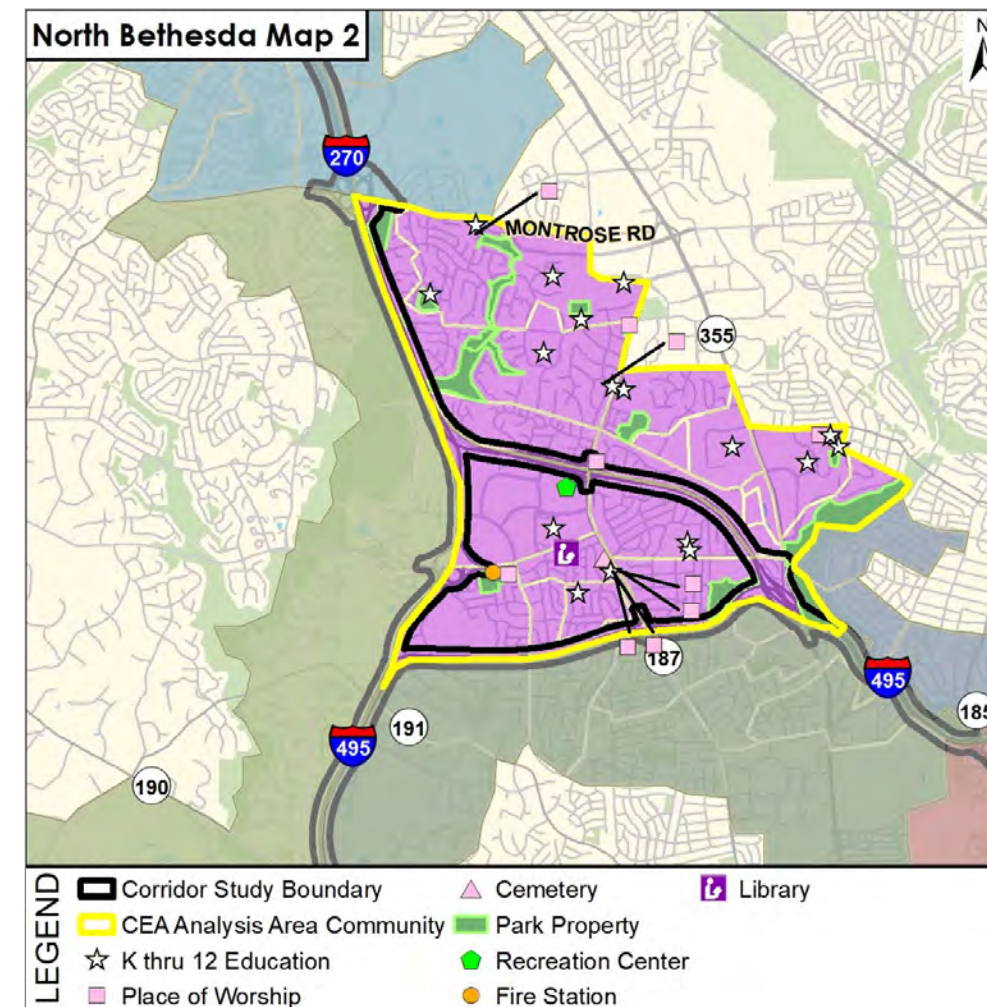 North Bethesda Map 2
N
270
MONTROSE RD
355
187
495
185
191
495
190
LEGEND
Corridor Study Boundary
CEA Analysis Area Community
K thru 12 Education
Place of Worship
Cemetery
Park Property
Recreation Center
Fire Station
Library